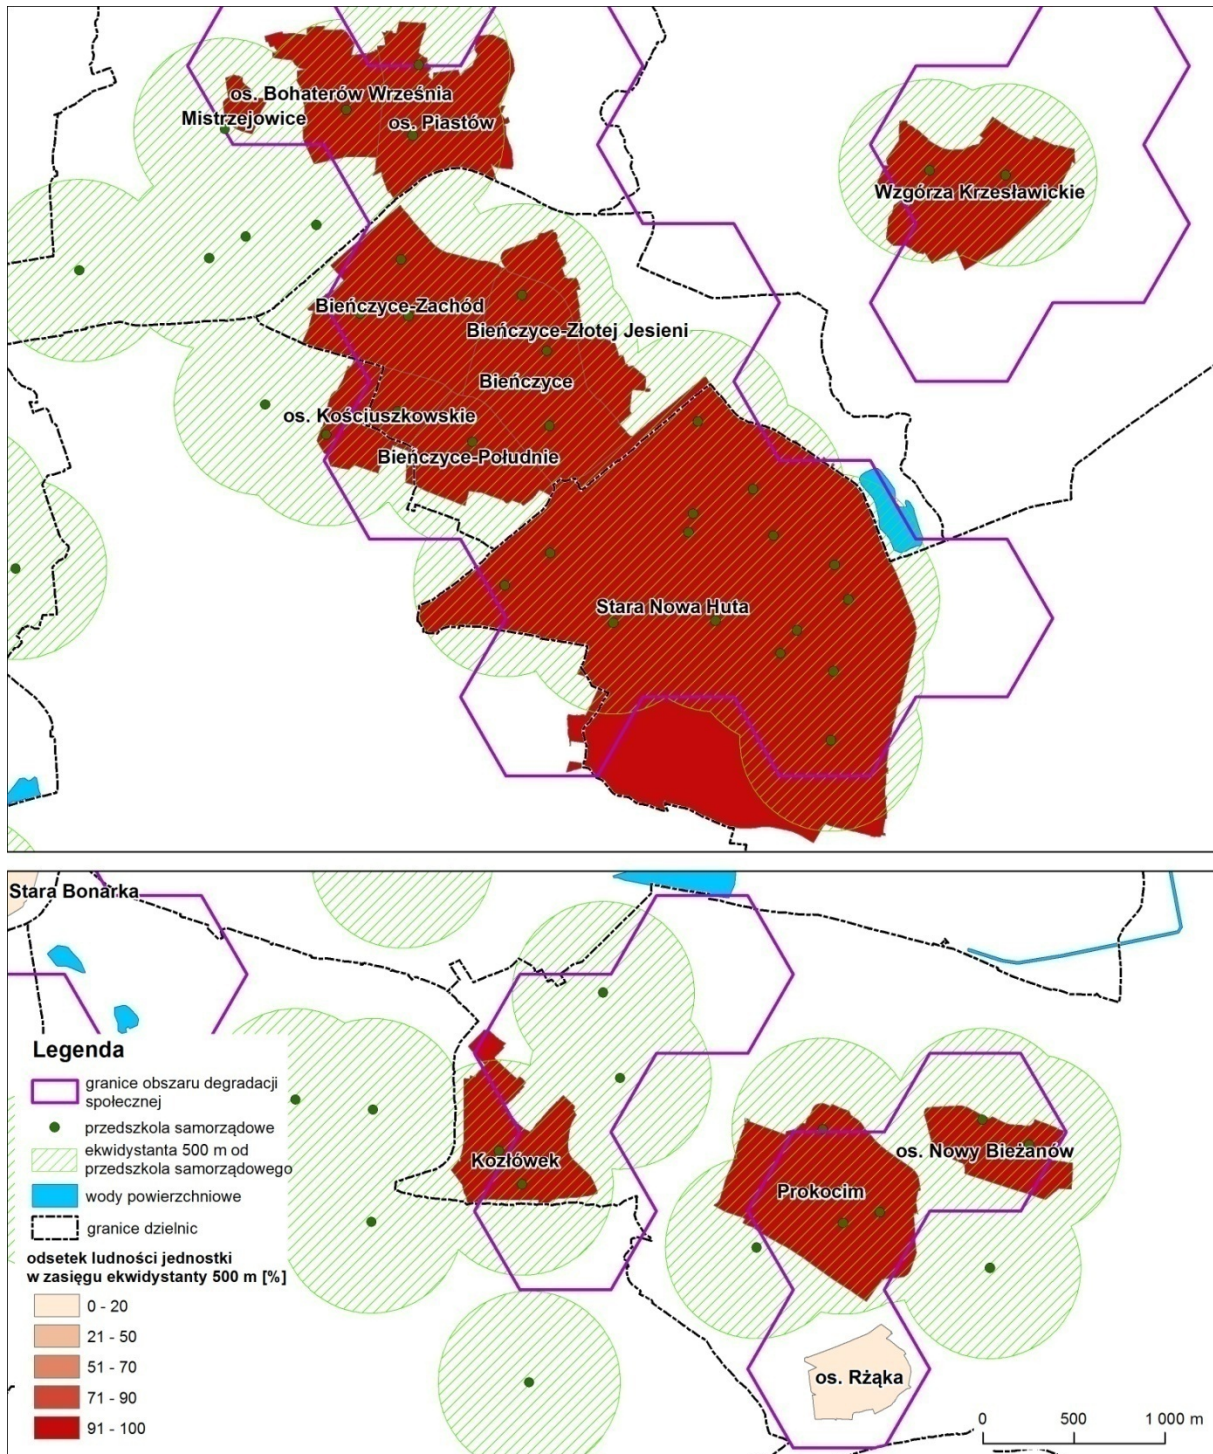 os. Bohaterów Września
Mistrzejowice
os. Piastów
Wzgórza Krzesławickie
Bieńczyce-Zachód
Bieńczyce-Złotej Jesieni
Bieńczyce
os. Kościuszkowskie
Bieńczyce-Południe
Stara Nowa Huta
Stara Bonarka
Kozłówek
os. Nowy Bieżanów
Prokocim
os. Rżąka
Legenda
granice obszaru degradacji
społecznej
przedszkola samorządowe
ekwidystanta 500 m od
przedszkola samorządowego
wody powierzchniowe
granice dzielnic
odsetek ludności jednostki
w zasięgu ekwidystanty 500 m [%]
0 - 20
21 - 50
51 - 70
71 - 90
91 - 100
0 500 1 000 m